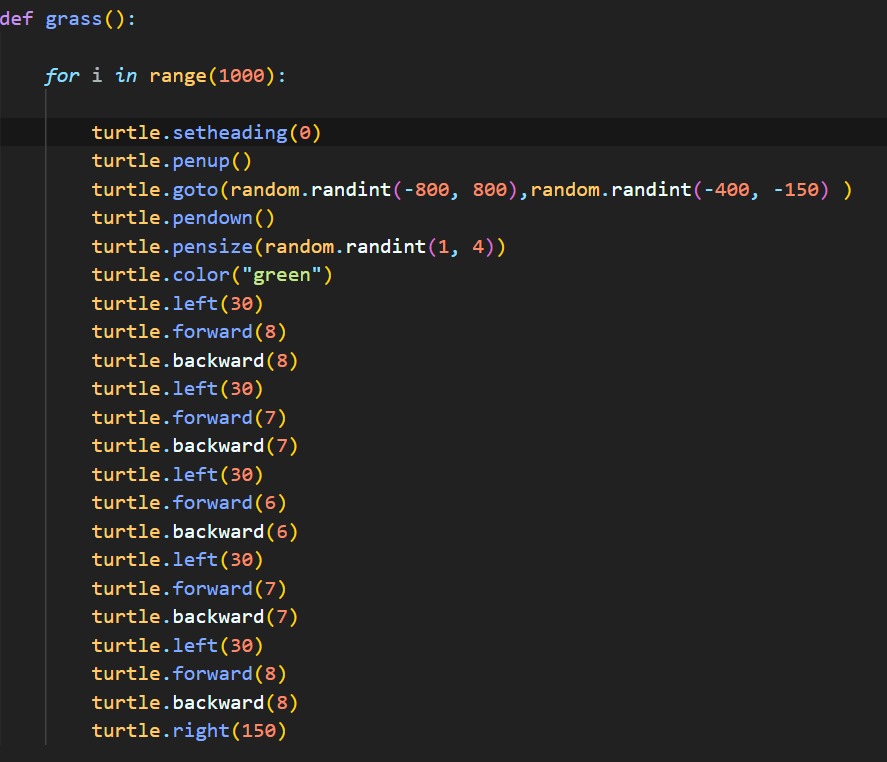 def grass():
for i in range(1000):
turtle.setheading(0)
turtle.penup()
turtle.goto(random.randint(-800, 800),random.randint(-400, -150) )
turtle.pendown()
turtle.pensize(random.randint(1, 4))
turtle.color("green")
turtle.left(30)
turtle.forward(8)
turtle.backward(8)
turtle.left(30)
turtle.forward(7)
turtle.backward(7)
turtle.left(30)
turtle.forward(6)
turtle.backward(6)
turtle.left(30)
turtle.forward(7)
turtle.backward(7)
turtle.left(30)
turtle.forward(8)
turtle.backward(8)
turtle.right(150)